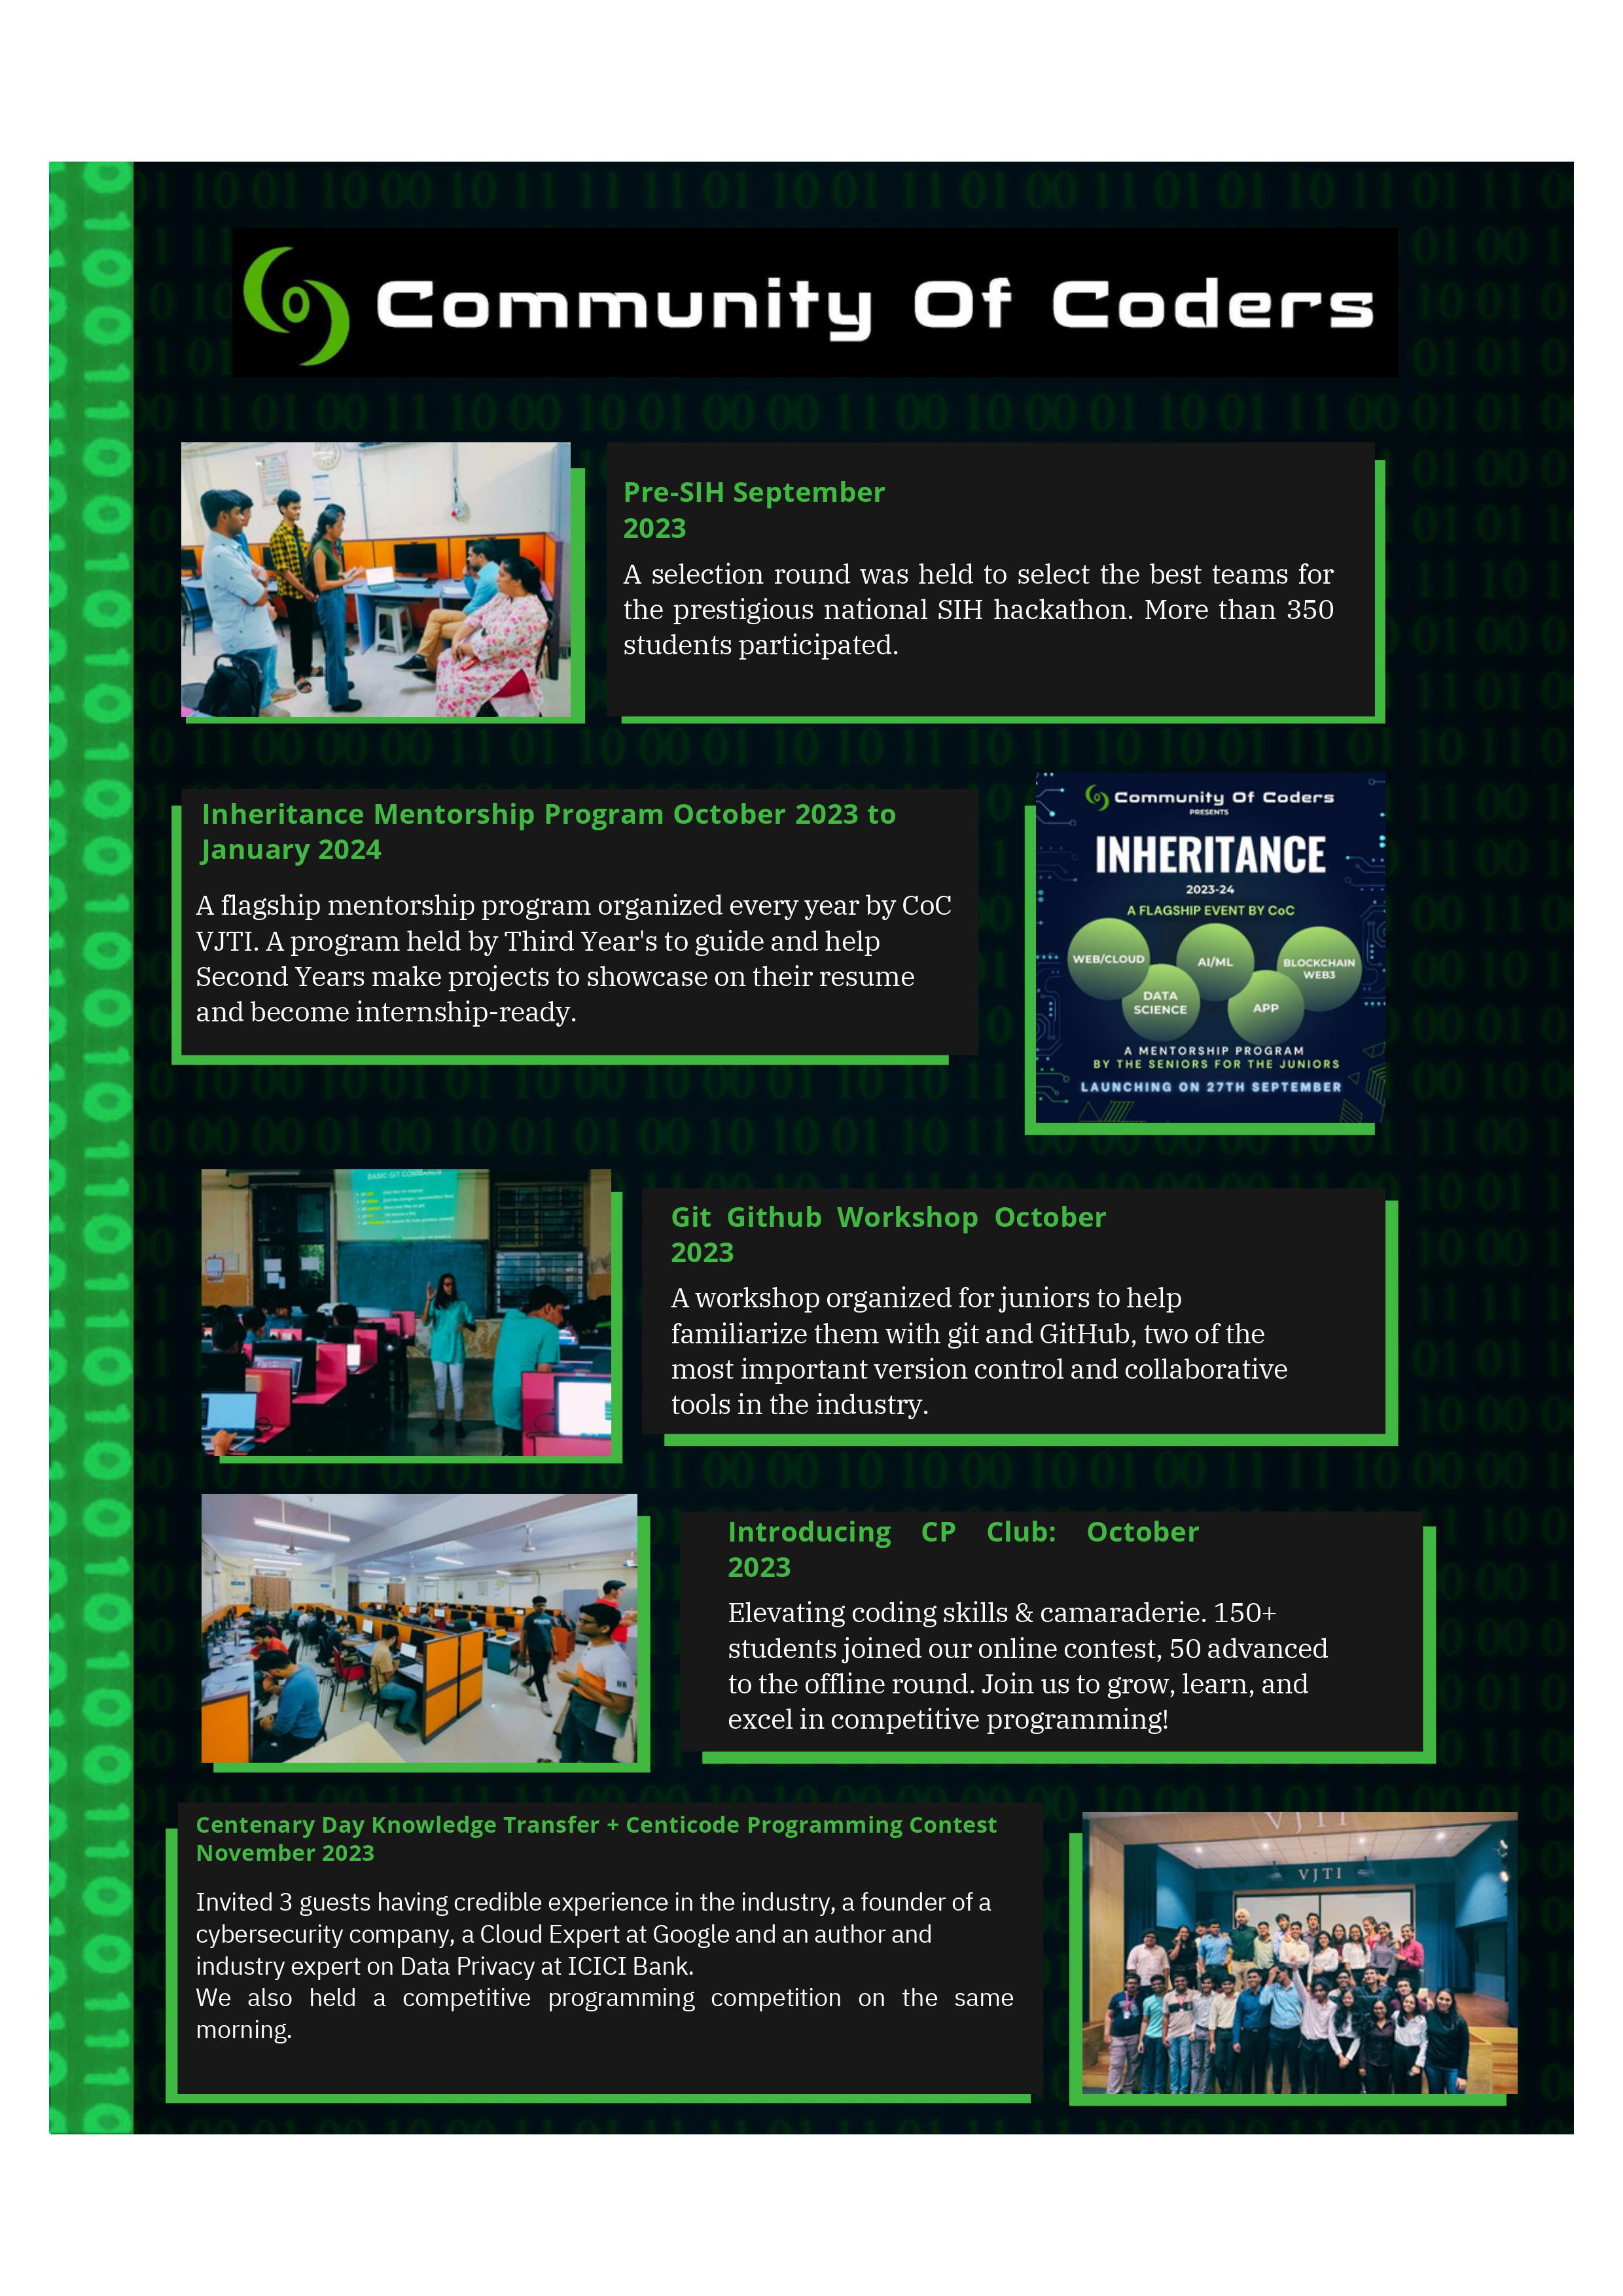 Community Of Coders
Pre-SIH September
2023
A selection round was held to select the best teams for
the prestigious national SIH hackathon. More than 350
students participated.
Inheritance Mentorship Program October 2023 to
January 2024
A flagship mentorship program organized every year by CoC
VJTI. A program held by Third Year's to guide and help
Second Years make projects to showcase on their resume
and become internship-ready.
Community Of Coders
PRESENTS
INHERITANCE
2023-24
A FLAGSHIP EVENT BY CoC
WEB/CLOUD
AI/ML
BLOCKCHAIN
WEB3
DATA
SCIENCE
APP
A MENTORSHIP PROGRAM
BY THE SENIORS FOR THE JUNIORS
LAUNCHING ON 27TH SEPTEMBER
BASIC GIT COMMANDS
Git Github Workshop October
2023
A workshop organized for juniors to help
familiarize them with git and GitHub, two of the
most important version control and collaborative
tools in the industry.
Introducing CP Club: October
2023
Elevating coding skills & camaraderie. 150+
students joined our online contest, 50 advanced
to the offline round. Join us to grow, learn, and
excel in competitive programming!
Centenary Day Knowledge Transfer + Centicode Programming Contest
November 2023
Invited 3 guests having credible experience in the industry, a founder of a
cybersecurity company, a Cloud Expert at Google and an author and
industry expert on Data Privacy at ICICI Bank.
We also held a competitive programming competition on the same
morning.
VJTI
VJTI